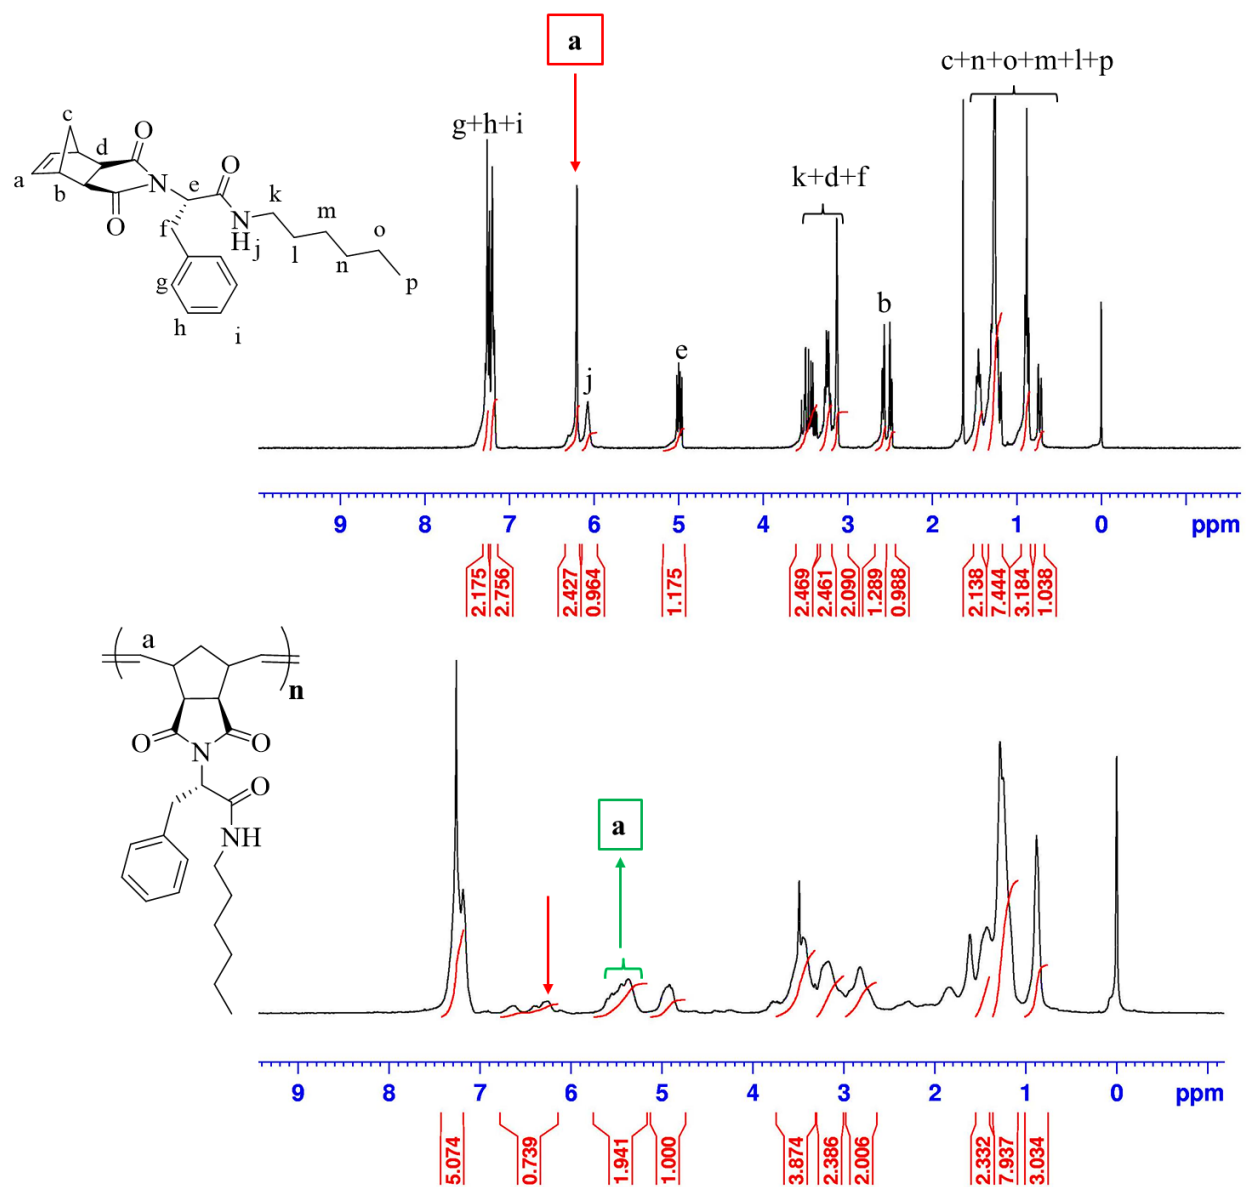 a
c+n+o+m+l+p
g+h+i
k+d+f
b
e
j
c
O
d
a
b
N
O
e
O
N
H
j
k
f
l
m
n
o
p
g
h
i
9 8 7 6 5 4 3 2 1 0 ppm
2.175 2.756 2.427 0.964 1.175 2.469 2.461 2.090 1.289 0.988 2.138 7.444 3.184 1.038
a
n
O
N
O
O
NH
a
9 8 7 6 5 4 3 2 1 0 ppm
5.074 0.739 1.941 1.000 3.874 2.386 2.006 2.332 7.937 3.034